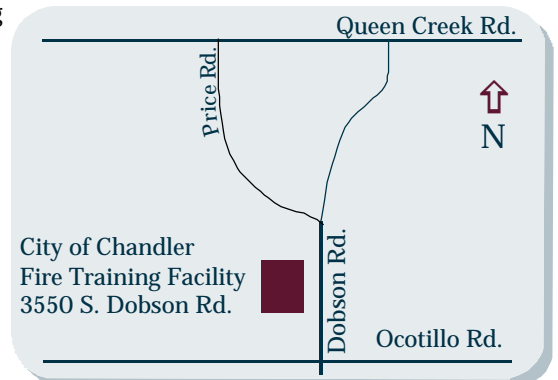 g
Queen Creek Rd.
Price Rd.
N
City of Chandler
Fire Training Facility
3550 S. Dobson Rd.
Dobson Rd.
Ocotillo Rd.